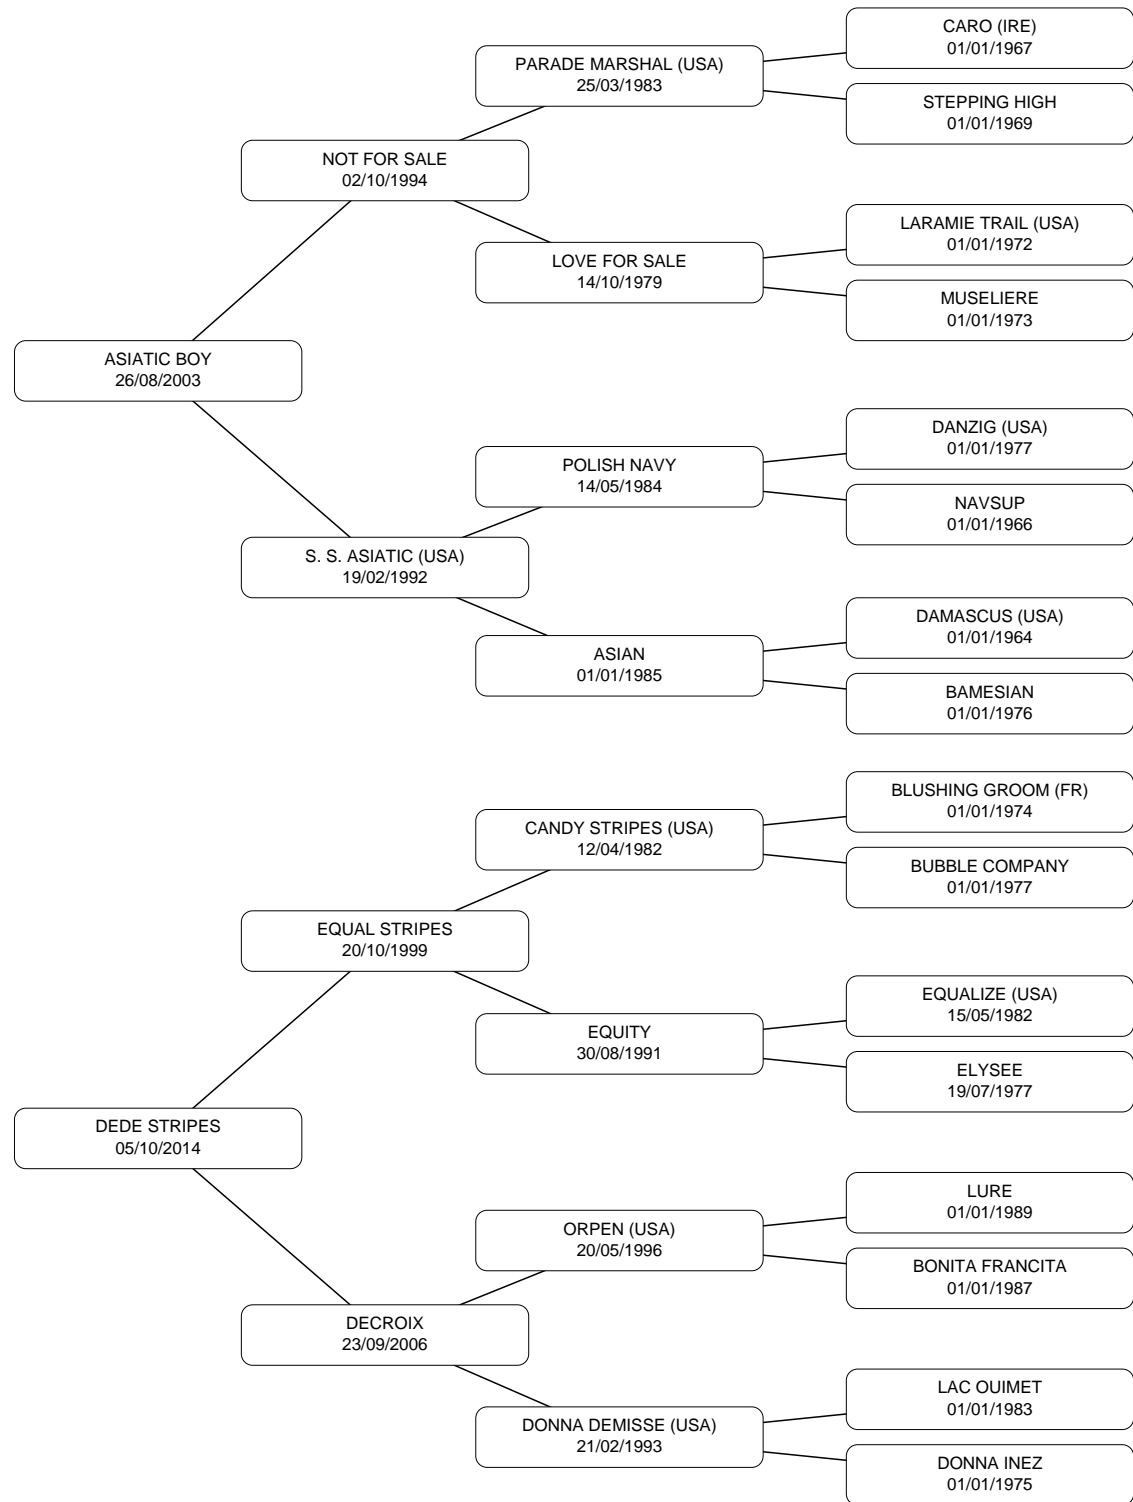 CARO (IRE)
01/01/1967
PARADE MARSHAL (USA)
25/03/1983
STEPPING HIGH
01/01/1969
NOT FOR SALE
02/10/1994
LARAMIE TRAIL (USA)
01/01/1972
LOVE FOR SALE
14/10/1979
MUSELIERE
01/01/1973
ASIATIC BOY
26/08/2003
DANZIG (USA)
01/01/1977
POLISH NAVY
14/05/1984
NAVSUP
01/01/1966
S. S. ASIATIC (USA)
19/02/1992
DAMASCUS (USA)
01/01/1964
ASIAN
01/01/1985
BAMESIAN
01/01/1976
BLUSHING GROOM (FR)
01/01/1974
CANDY STRIPES (USA)
12/04/1982
BUBBLE COMPANY
01/01/1977
EQUAL STRIPES
20/10/1999
EQUALIZE (USA)
15/05/1982
EQUITY
30/08/1991
ELYSEE
19/07/1977
DEDE STRIPES
05/10/2014
LURE
01/01/1989
ORPEN (USA)
20/05/1996
BONITA FRANCITA
01/01/1987
DECROIX
23/09/2006
LAC OUIMET
01/01/1983
DONNA DEMISSE (USA)
21/02/1993
DONNA INEZ
01/01/1975